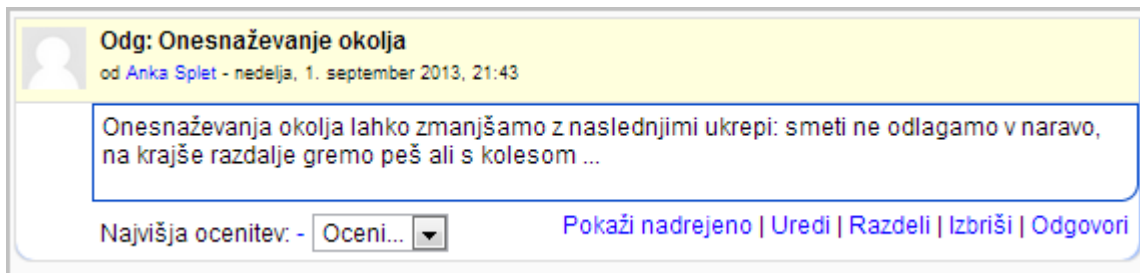 Odg: Onesnaževanje okolja
od Anka Splet - nedelja, 1. september 2013, 21:43
Onesnaževanja okolja lahko zmanjšamo z naslednjimi ukrepi: smeti ne odlagamo v naravo,
na krajše razdalje gremo peš ali s kolesom ...
Najvišja ocenitev: - Oceni... Pokaži nadrejeno | Uredi | Razdeli | Izbriši | Odgovori